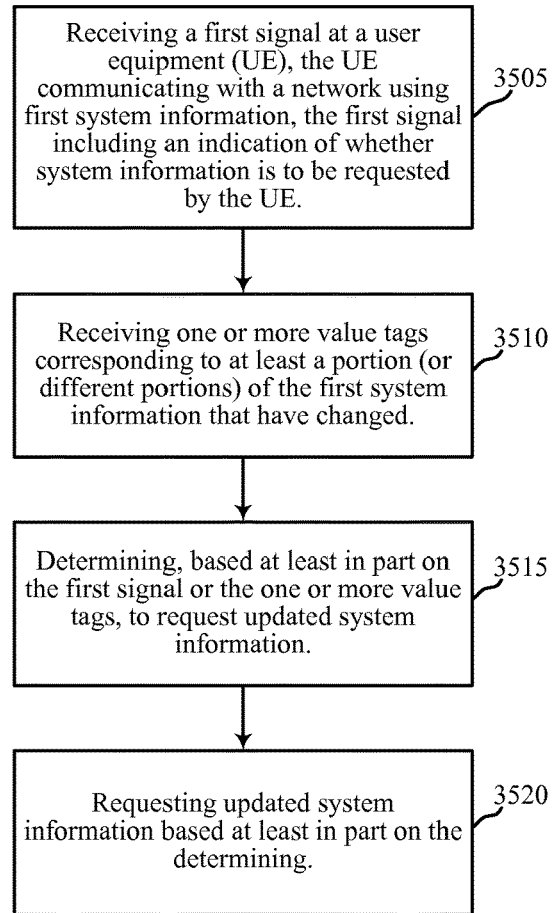 Receiving a first signal at a user
equipment (UE), the UE
communicating with a network using
first system information, the first signal
including an indication of whether
system information is to be requested
by the UE.
3505
Receiving one or more value tags
corresponding to at least a portion (or
different portions) of the first system
information that have changed.
3510
Determining, based at least in part on
the first signal or the one or more value
tags, to request updated system
information.
3515
Requesting updated system
information based at least in part on the
determining.
3520